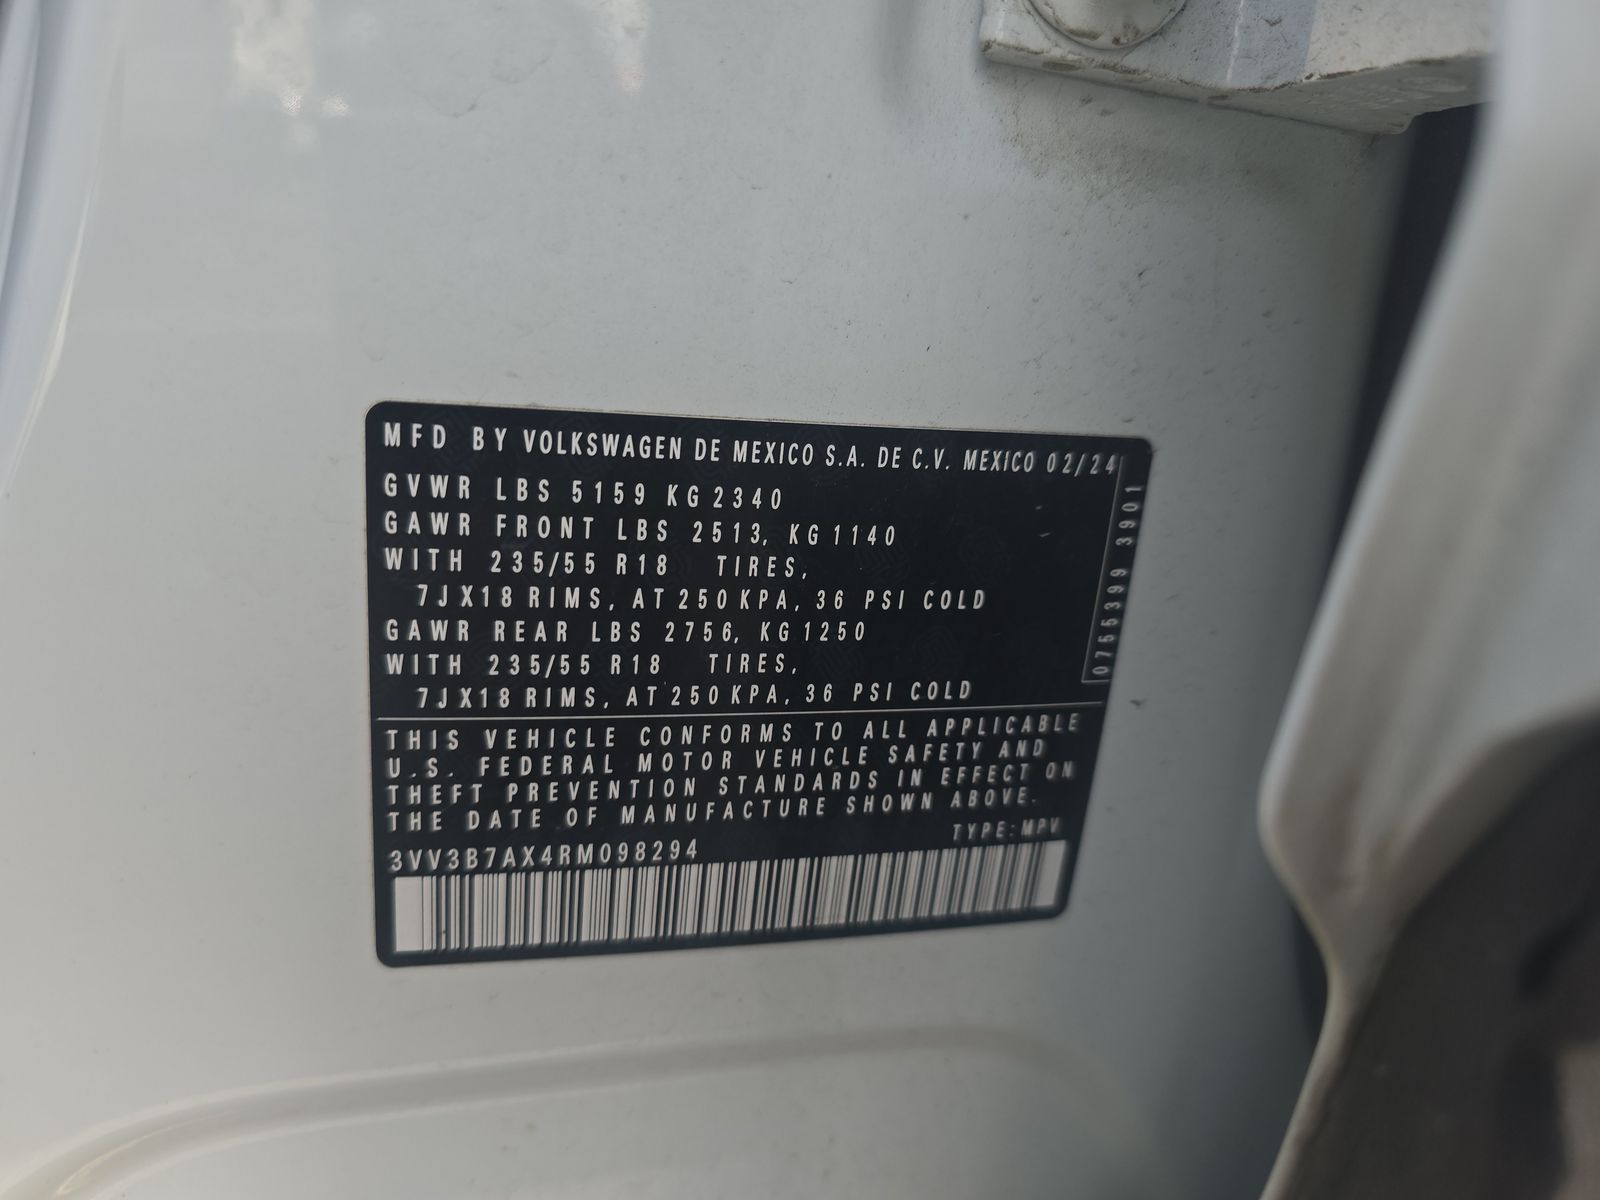 MFD BY VOLKSWAGEN DE MEXICO S.A. DE C.V. MEXICO 02/24
GVWR LBS 5159 KG 2340
GAWR FRONT LBS 2513, KG 1140
WITH 235/55 R18 TIRES,
7JX18 RIMS, AT 250 KPA, 36 PSI COLD
GAWR REAR LBS 2756, KG 1250
WITH 235/55 R18 TIRES,
7JX18 RIMS, AT 250 KPA, 36 PSI COLD
0755399 3901
THIS VEHICLE CONFORMS TO ALL APPLICABLE
U.S. FEDERAL MOTOR VEHICLE SAFETY AND
THEFT PREVENTION STANDARDS IN EFFECT ON
THE DATE OF MANUFACTURE SHOWN ABOVE.
TYPE: MPV
3VV3B7AX4RM098294